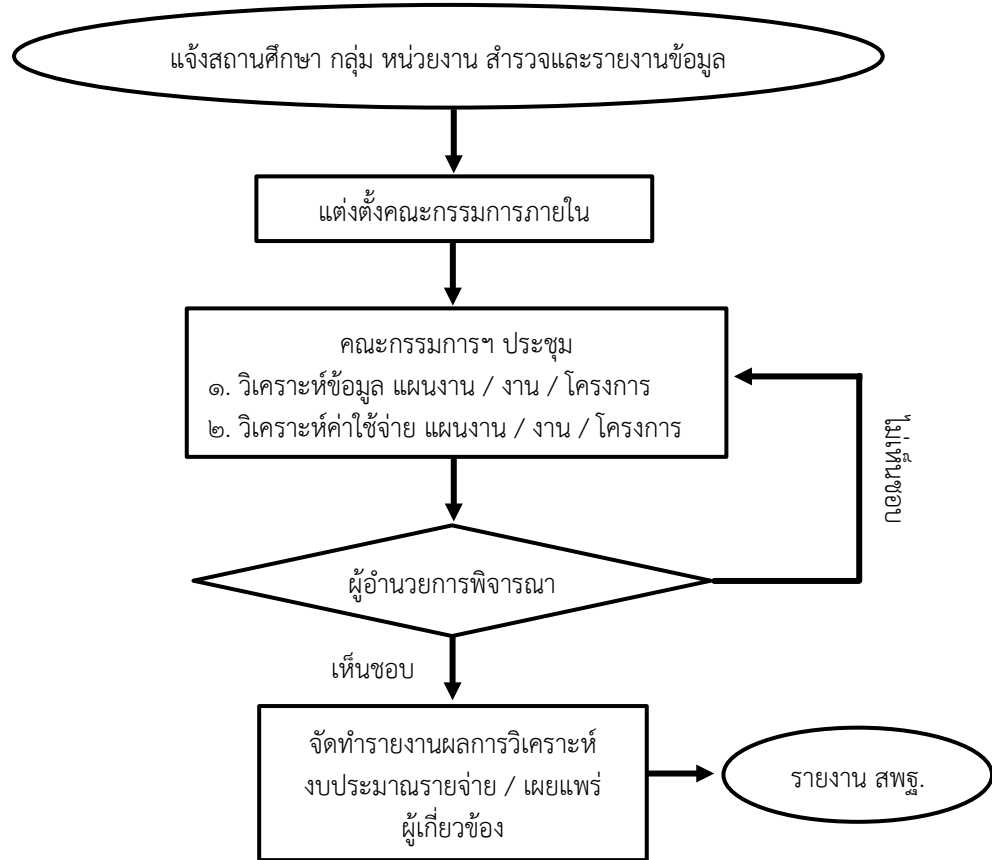 แจ้งสถานศึกษา กลุ่ม หน่วยงาน สำรวจและรายงานข้อมูล
แต่งตั้งคณะกรรมการภายใน
คณะกรรมการฯ ประชุม
๑. วิเคราะห์ข้อมูล แผนงาน / งาน / โครงการ
๒. วิเคราะห์ค่าใช้จ่าย แผนงาน / งาน / โครงการ
ไม่เห็นชอบ
ผู้อำนวยการพิจารณา
เห็นชอบ
จัดทำรายงานผลการวิเคราะห์
งบประมาณรายจ่าย / เผยแพร่
ผู้เกี่ยวข้อง
รายงาน สพฐ.